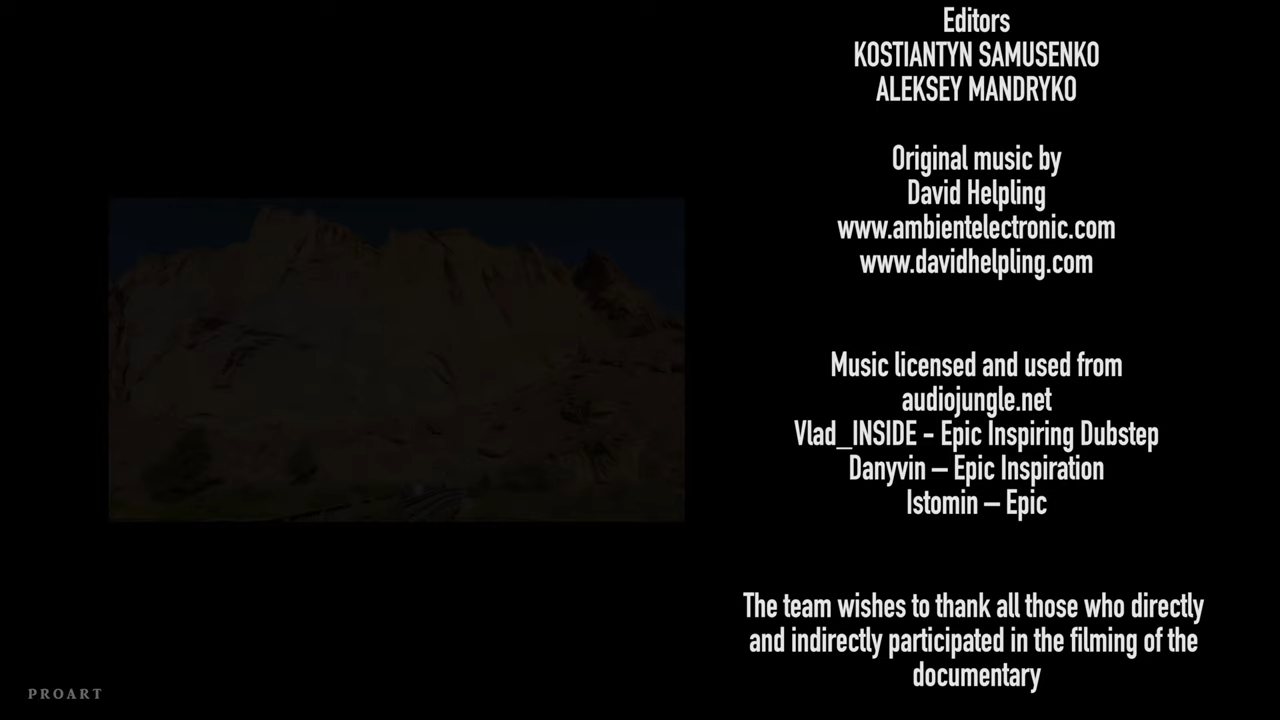 Editors
KOSTIANTYN SAMUSENKO
ALEKSEY MANDRYKO
Original music by
David Helpling
www.ambientelectronic.com
www.davidhelpling.com
Music licensed and used from
audiojungle.net
Vlad_INSIDE - Epic Inspiring Dubstep
Danyvin – Epic Inspiration
Istomin – Epic
The team wishes to thank all those who directly
and indirectly participated in the filming of the
documentary
PROART